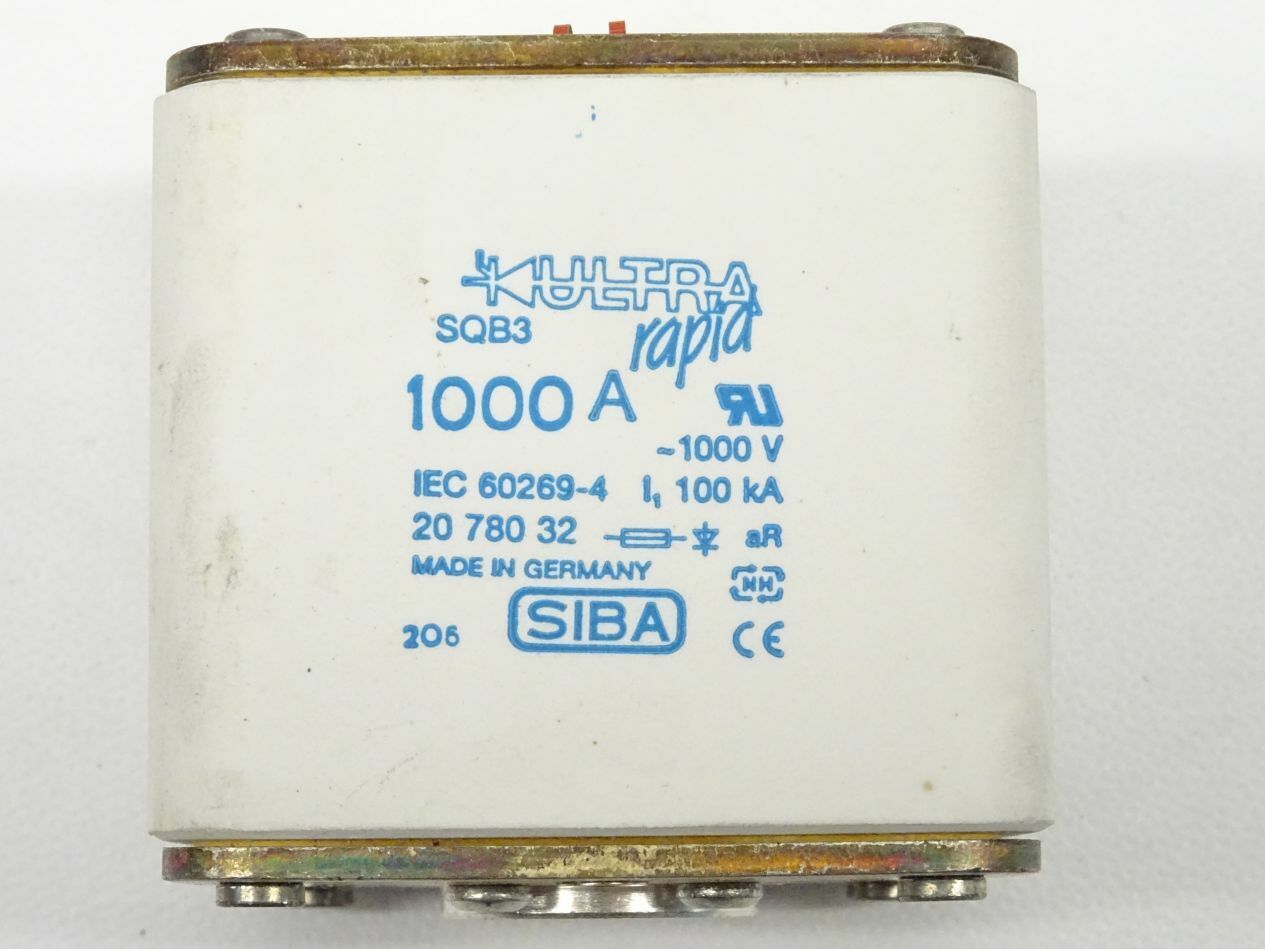 ULTRA
rapid
SQB3
1000 A
~1000 V
IEC 60269-4 I₁ 100 kA
20 780 32 aR
MADE IN GERMANY
NH
206 SIBA CE